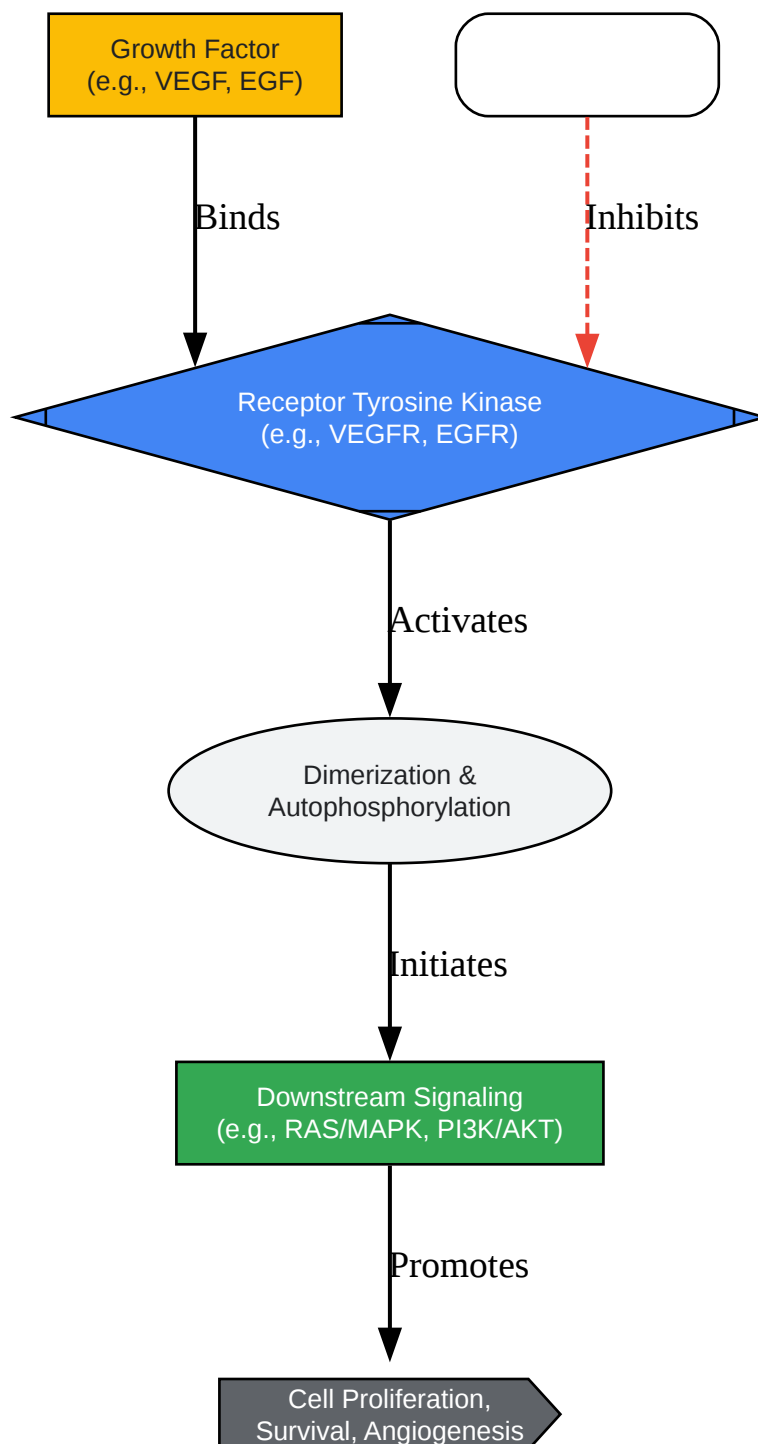 Growth Factor
(e.g., VEGF, EGF)
Binds
Inhibits
Receptor Tyrosine Kinase
(e.g., VEGFR, EGFR)
Activates
Dimerization &
Autophosphorylation
Initiates
Downstream Signaling
(e.g., RAS/MAPK, PI3K/AKT)
Promotes
Cell Proliferation,
Survival, Angiogenesis